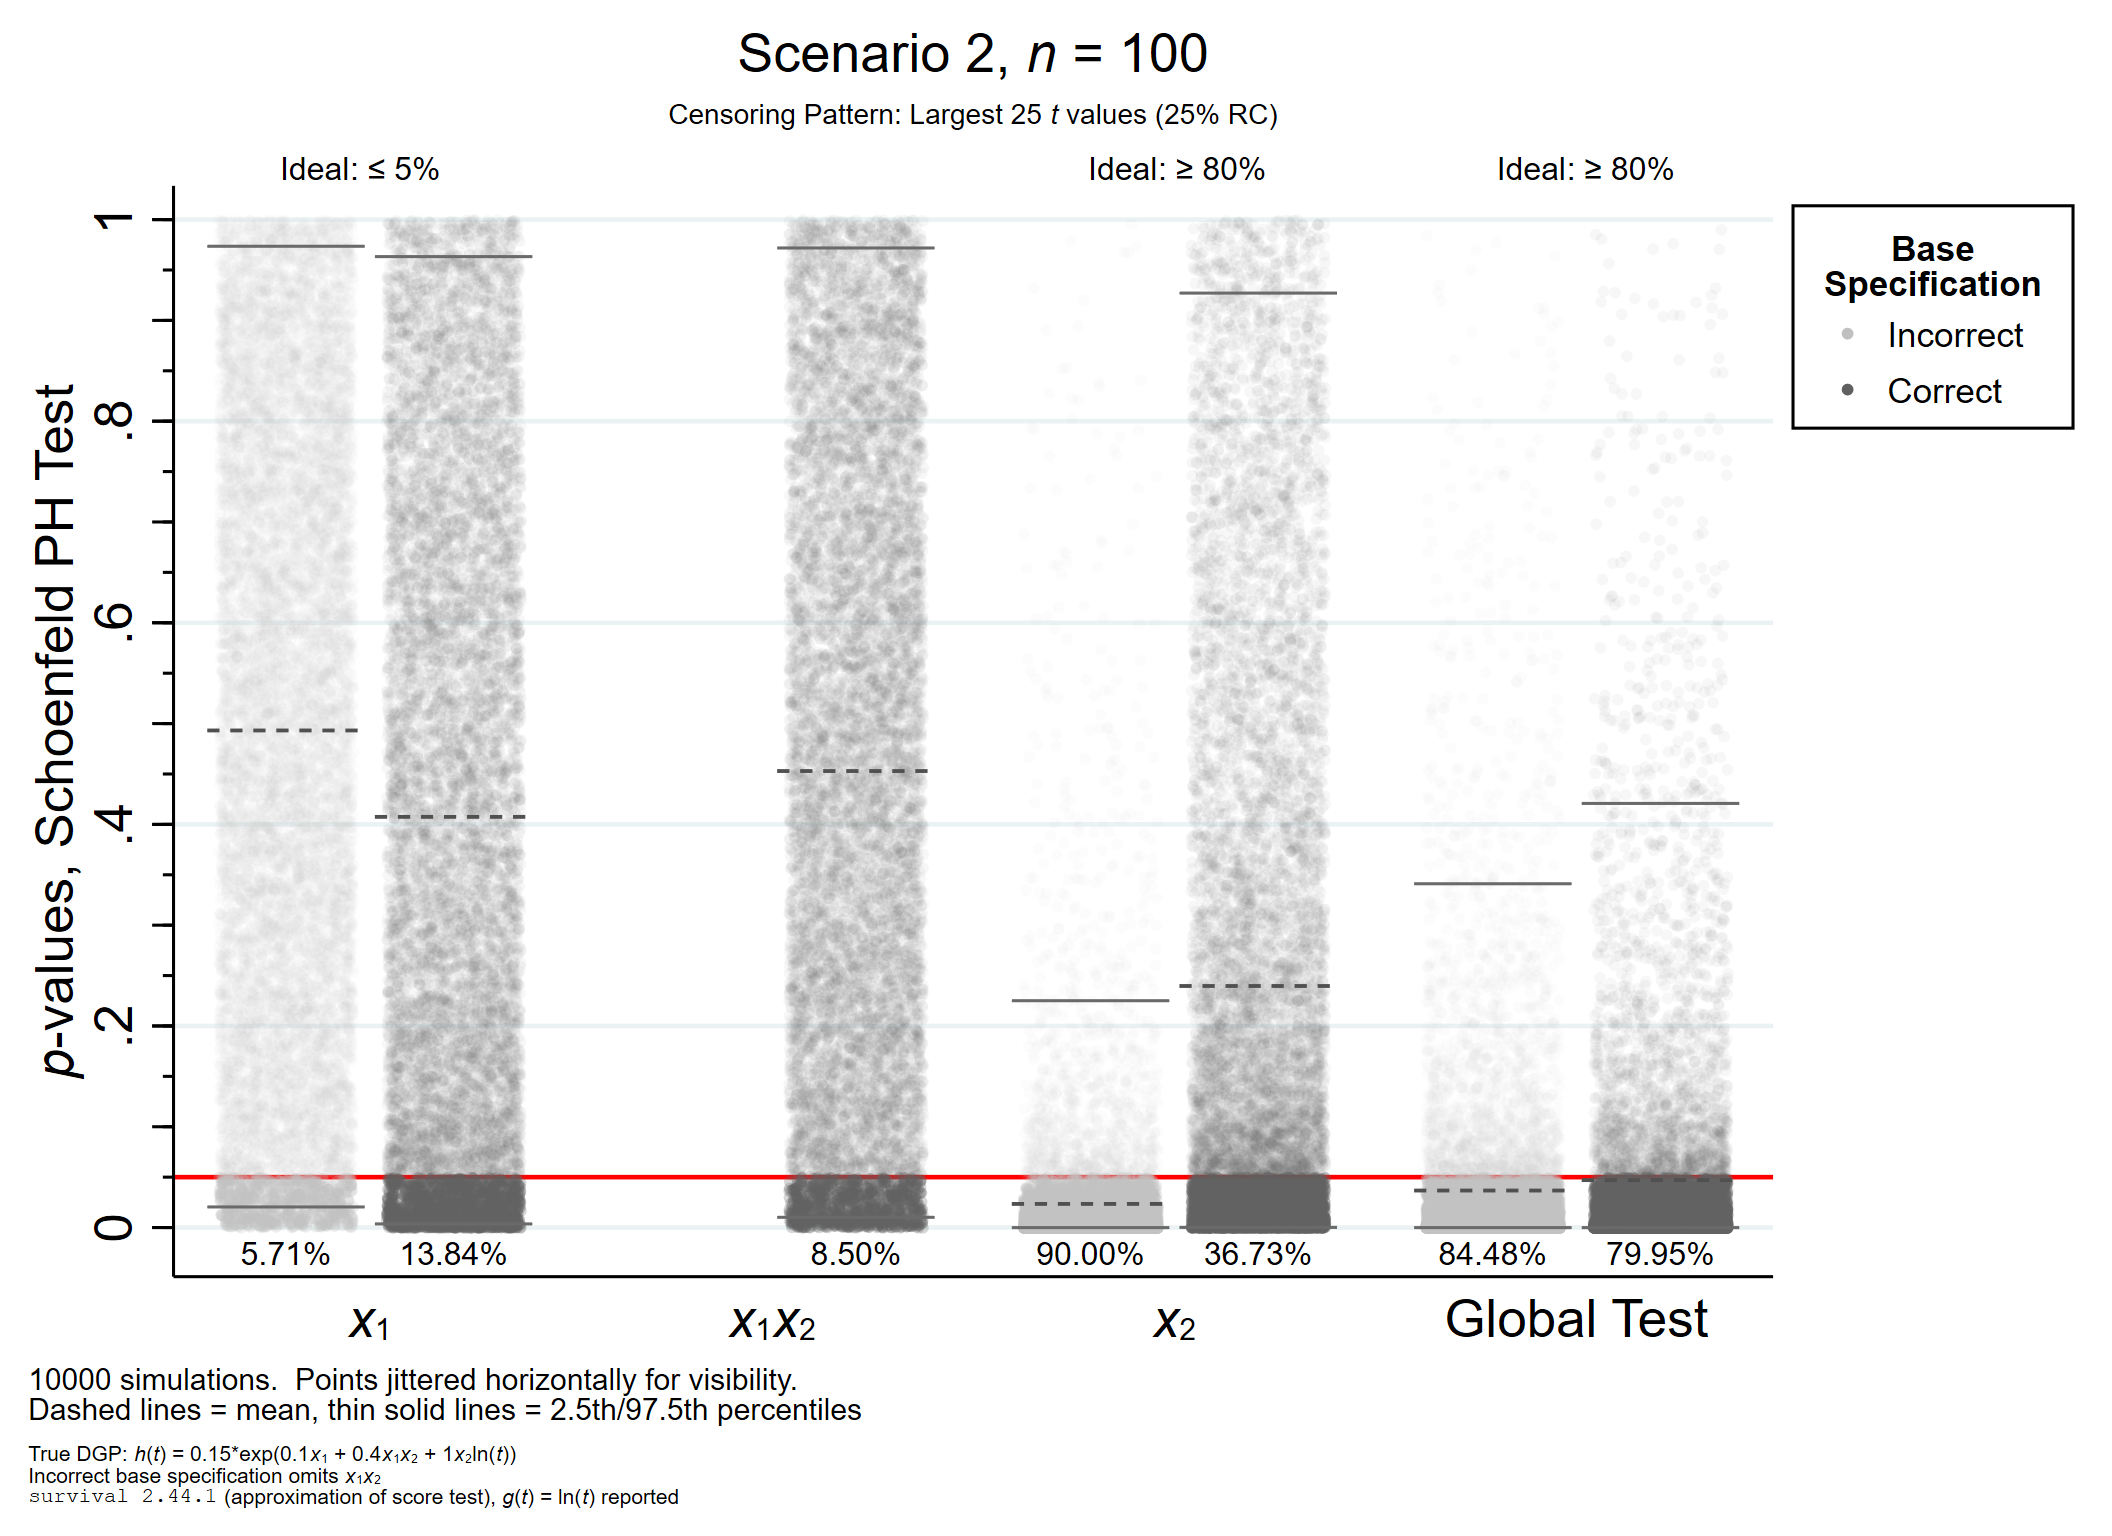 Scenario 2, n = 100
Censoring Pattern: Largest 25 t values (25% RC)
Ideal: ≤ 5%
Ideal: ≥ 80%
Ideal: ≥ 80%
p-values, Schoenfeld PH Test
1
.8
.6
.4
.2
0
Base
Specification
Incorrect
Correct
5.71%
13.84%
8.50%
90.00%
36.73%
84.48%
79.95%
x₁
x₁x₂
x₂
Global Test
10000 simulations.  Points jittered horizontally for visibility.
Dashed lines = mean, thin solid lines = 2.5th/97.5th percentiles
True DGP: h(t) = 0.15*exp(0.1x₁ + 0.4x₁x₂ + 1x₂ln(t))
Incorrect base specification omits x₁x₂
survival 2.44.1 (approximation of score test), g(t) = ln(t) reported